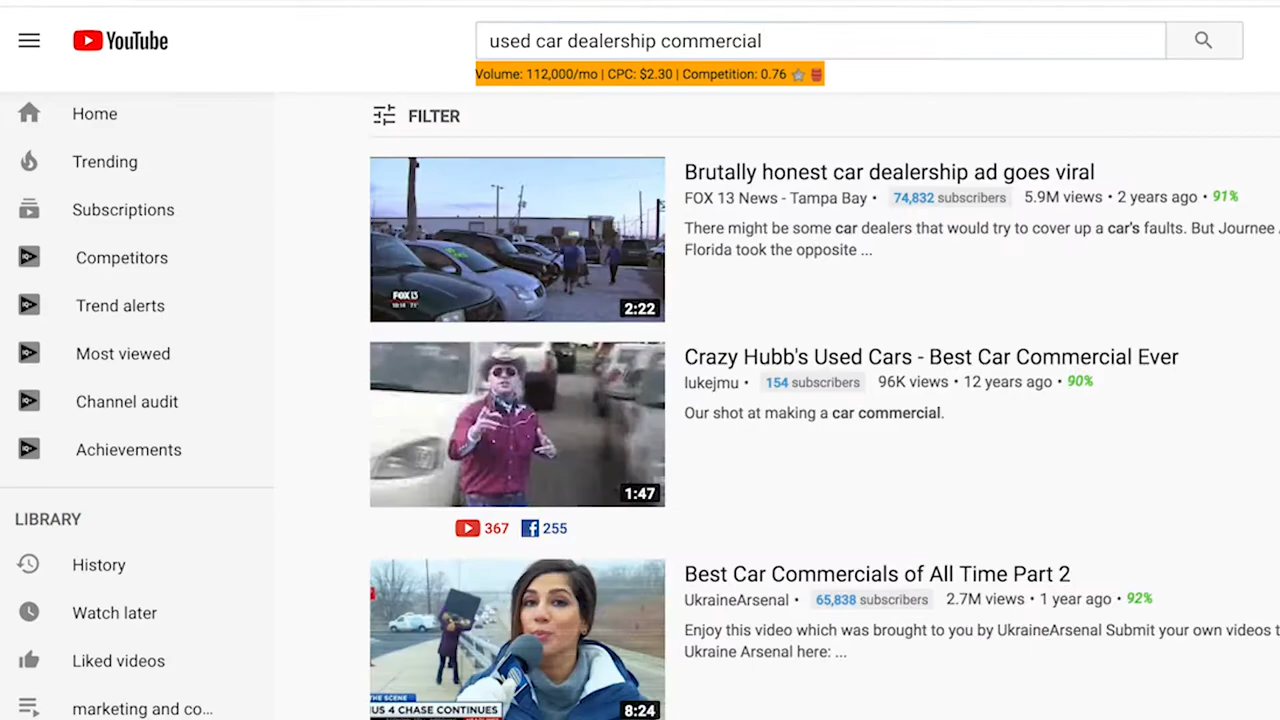 YouTube
used car dealership commercial
Volume: 112,000/mo | CPC: $2.30 | Competition: 0.76
Home
Trending
Subscriptions
Competitors
Trend alerts
Most viewed
Channel audit
Achievements
LIBRARY
History
Watch later
Liked videos
marketing and co...
FILTER
FOX 13
2:22
Brutally honest car dealership ad goes viral
FOX 13 News - Tampa Bay • 74,832 subscribers 5.9M views • 2 years ago • 91%
There might be some car dealers that would try to cover up a car's faults. But Journee
Florida took the opposite ...
1:47
367 255
Crazy Hubb's Used Cars - Best Car Commercial Ever
lukejmu • 154 subscribers 96K views • 12 years ago • 90%
Our shot at making a car commercial.
THE SCENE
US 4 CHASE CONTINUES
8:24
Best Car Commercials of All Time Part 2
UkraineArsenal • 65,838 subscribers 2.7M views • 1 year ago • 92%
Enjoy this video which was brought to you by UkraineArsenal Submit your own videos
Ukraine Arsenal here: ...